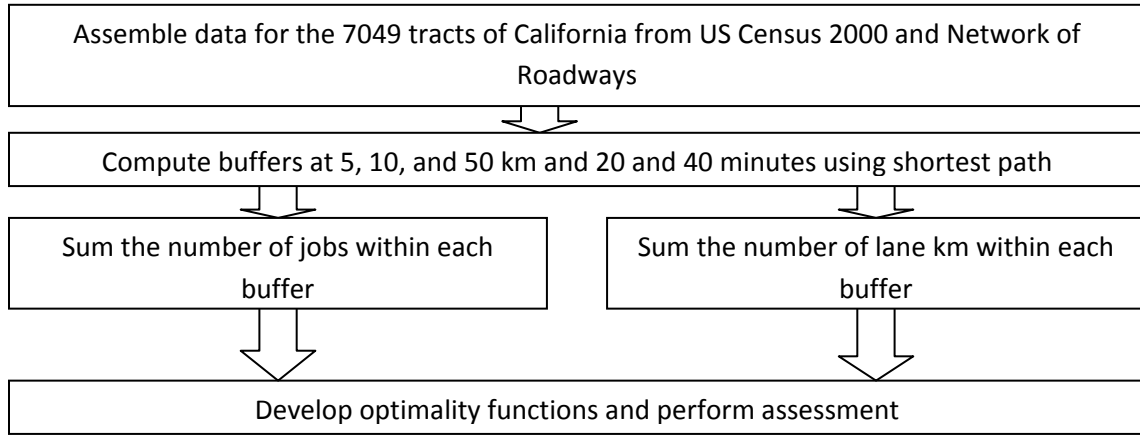 Assemble data for the 7049 tracts of California from US Census 2000 and Network of
Roadways
Compute buffers at 5, 10, and 50 km and 20 and 40 minutes using shortest path
Sum the number of jobs within each
buffer
Sum the number of lane km within each
buffer
Develop optimality functions and perform assessment